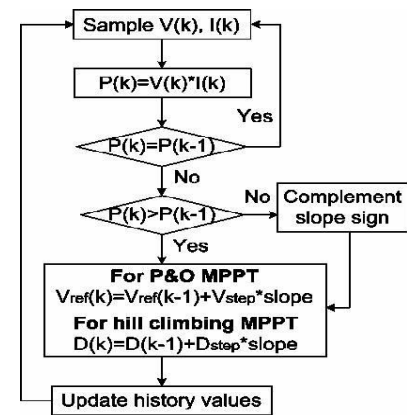 Sample V(k), I(k)
P(k)=V(k)*I(k)
Yes
P(k)=P(k-1)
No
P(k)>P(k-1)
No
Complement
slope sign
Yes
For P&O MPPT
Vref(k)=Vref(k-1)+Vstep*slope
For hill climbing MPPT
D(k)=D(k-1)+Dstep*slope
Update history values